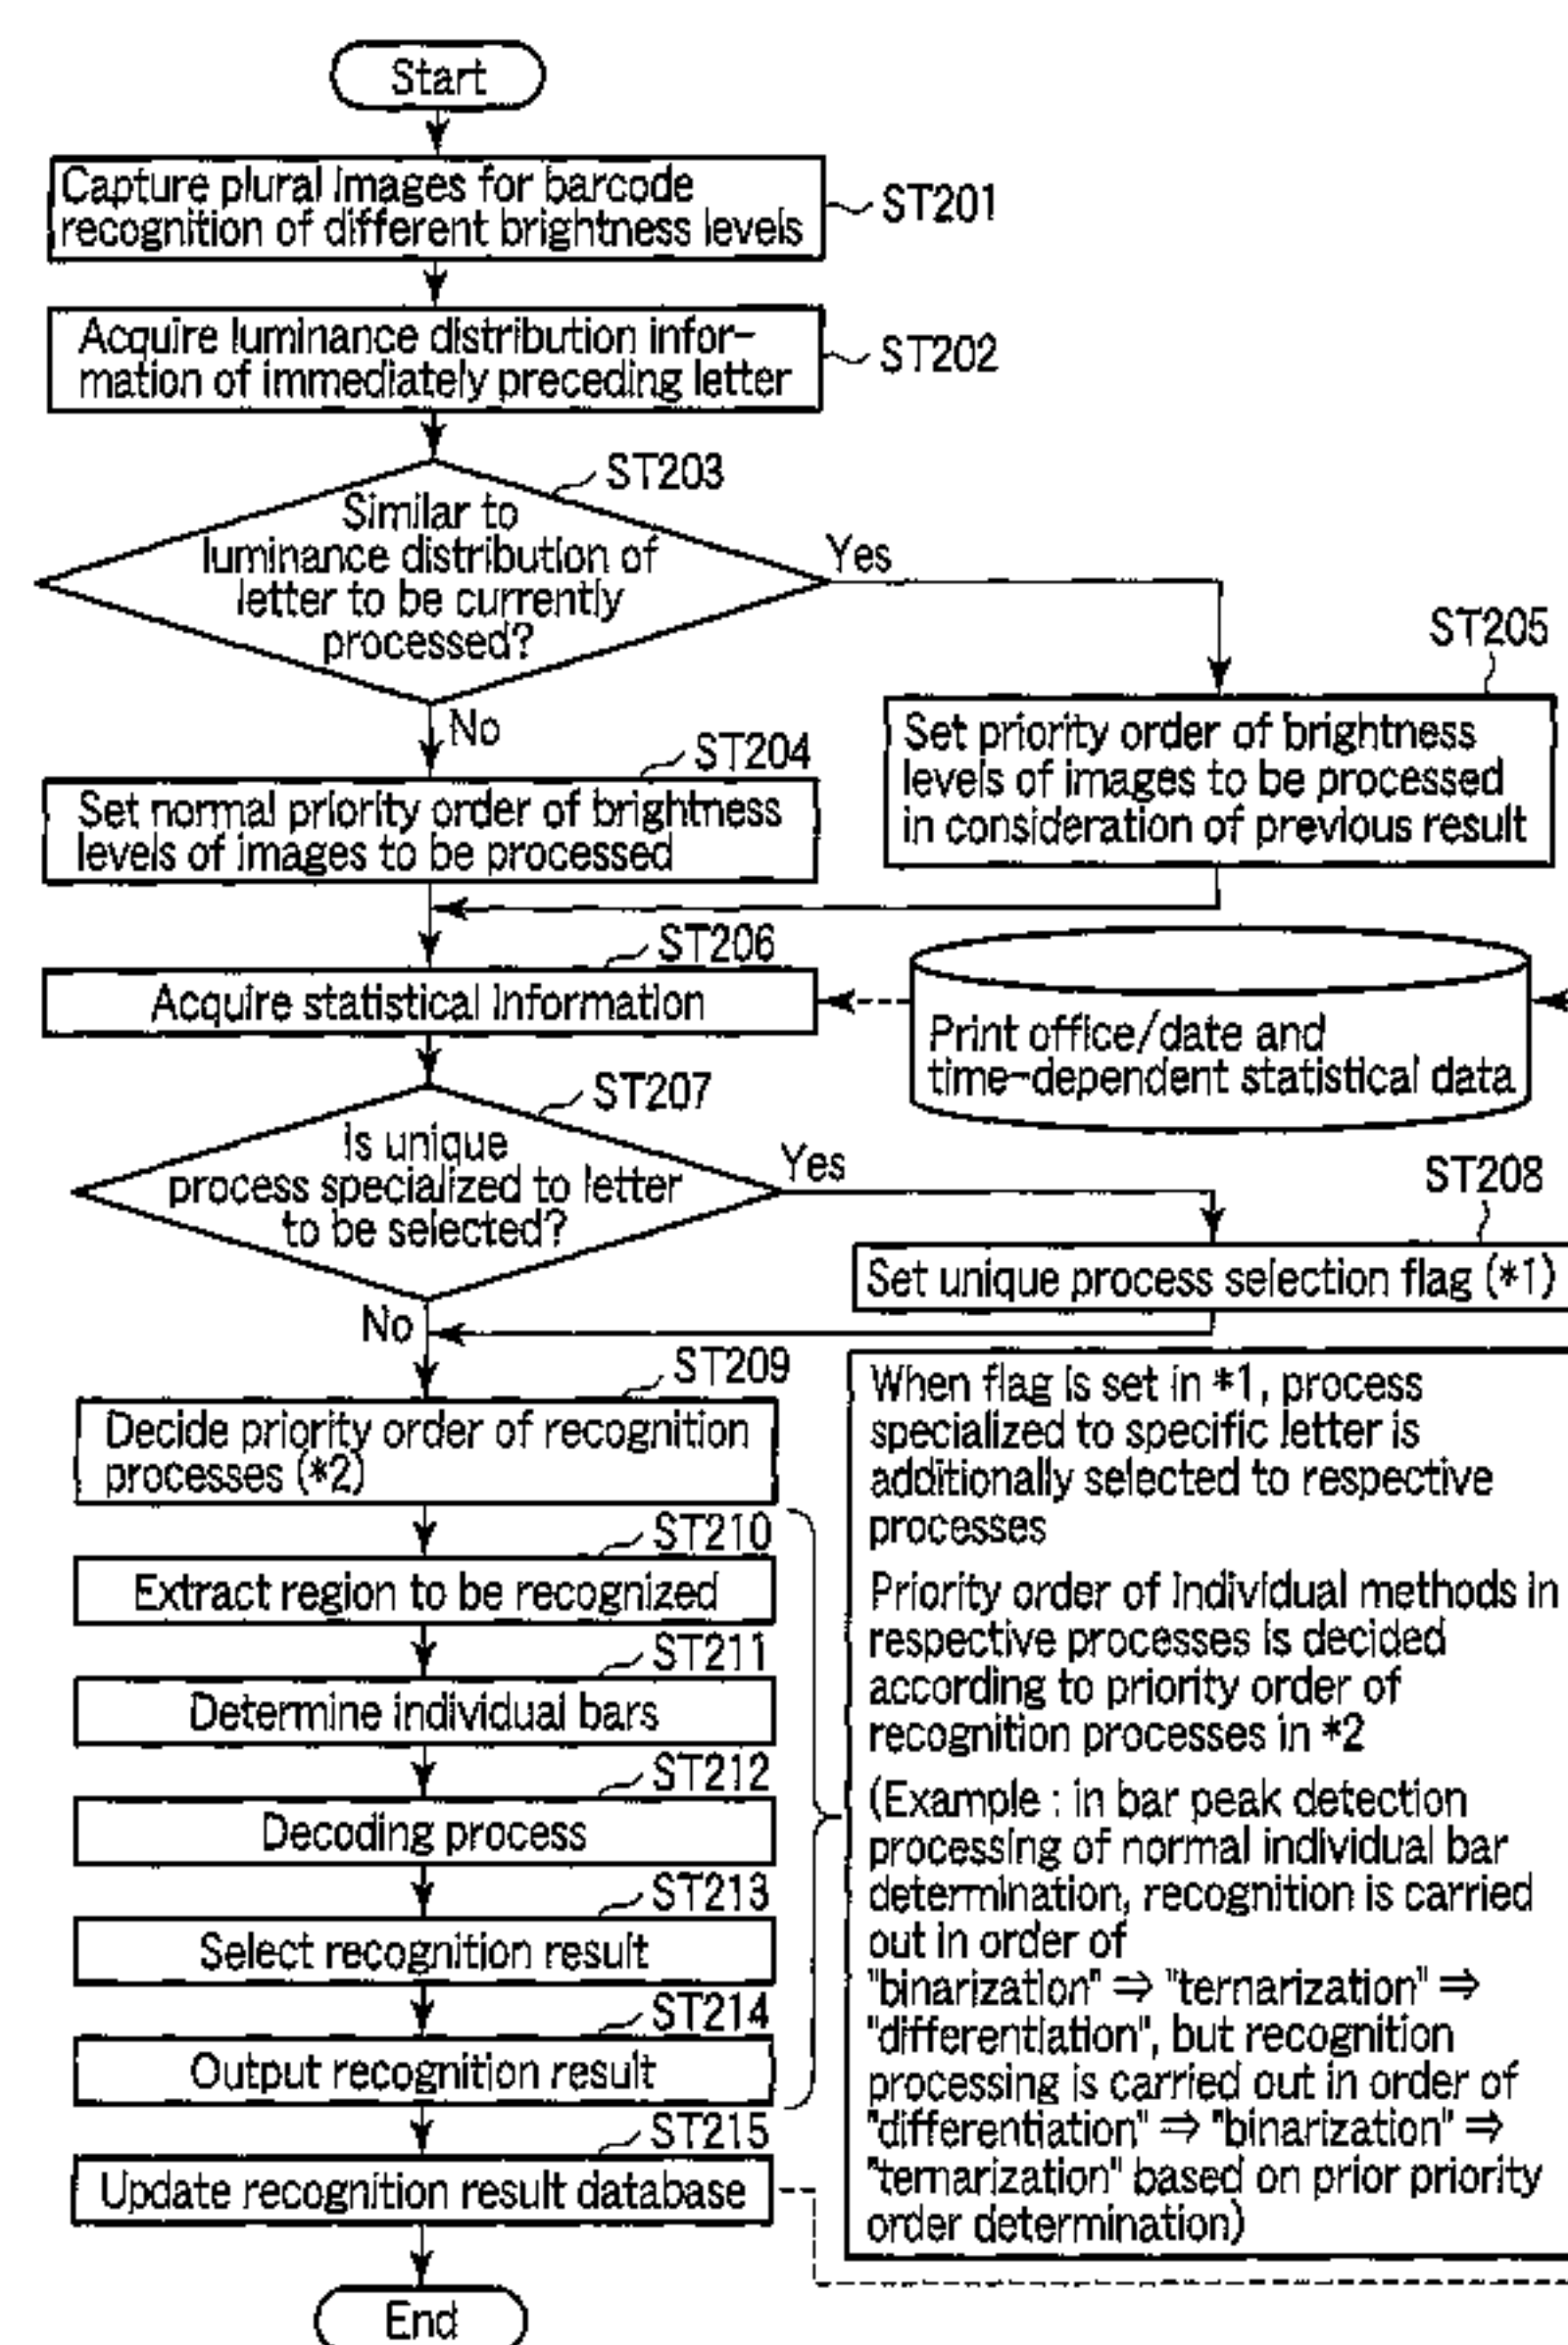 Start
Capture plural images for barcode
recognition of different brightness levels
ST201
Acquire luminance distribution infor-
mation of immediately preceding letter
ST202
ST203
Similar to
luminance distribution of
letter to be currently
processed?
Yes
No
ST204
Set normal priority order of brightness
levels of images to be processed
ST205
Set priority order of brightness
levels of images to be processed
in consideration of previous result
ST206
Acquire statistical information
Print office/date and
time-dependent statistical data
ST207
Is unique
process specialized to letter
to be selected?
Yes
ST208
Set unique process selection flag (*1)
No
ST209
Decide priority order of recognition
processes (*2)
ST210
Extract region to be recognized
ST211
Determine individual bars
ST212
Decoding process
ST213
Select recognition result
ST214
Output recognition result
ST215
Update recognition result database
End
When flag is set in *1, process
specialized to specific letter is
additionally selected to respective
processes
Priority order of individual methods in
respective processes is decided
according to priority order of
recognition processes in *2
(Example : in bar peak detection
processing of normal individual bar
determination, recognition is carried
out in order of
"binarization" ⇒ "ternarization" ⇒
"differentiation", but recognition
processing is carried out in order of
"differentiation" ⇒ "binarization" ⇒
"ternarization" based on prior priority
order determination)